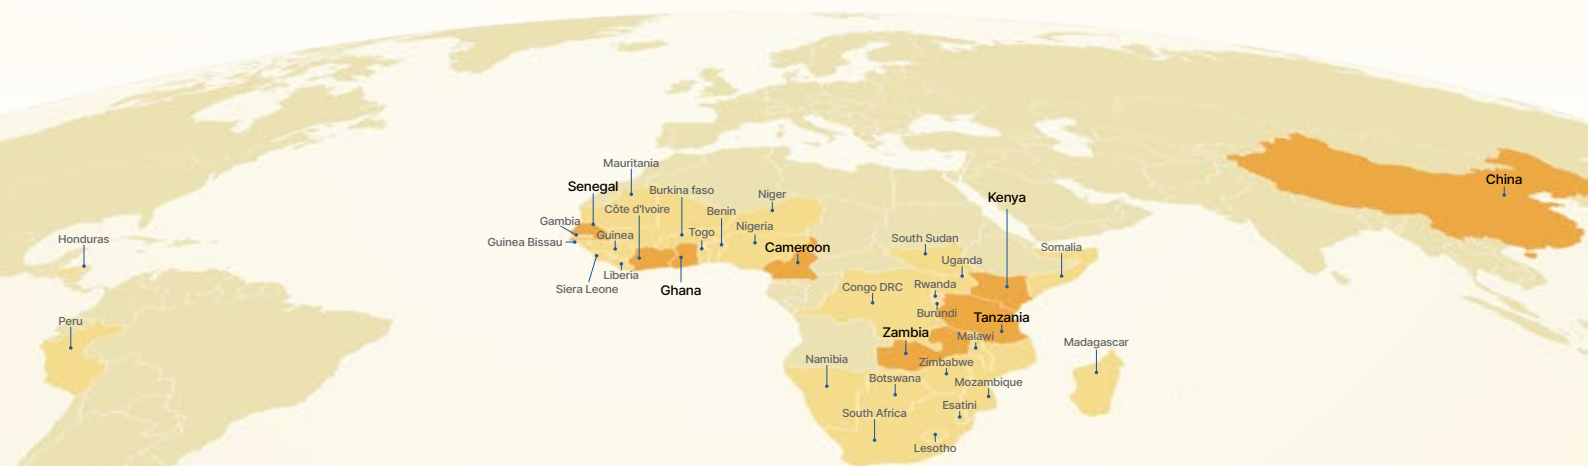 Mauritania
China
Senegal
Burkina faso
Niger
Kenya
Côte d'Ivoire
Benin
Gambia
Nigeria
Togo
Guinea
Honduras
Guinea Bissau
South Sudan
Cameroon
Somalia
Uganda
Liberia
Siera Leone
Ghana
Congo DRC
Rwanda
Burundi
Tanzania
Peru
Zambia
Malawi
Madagascar
Namibia
Zimbabwe
Botswana
Mozambique
Esatini
South Africa
Lesotho